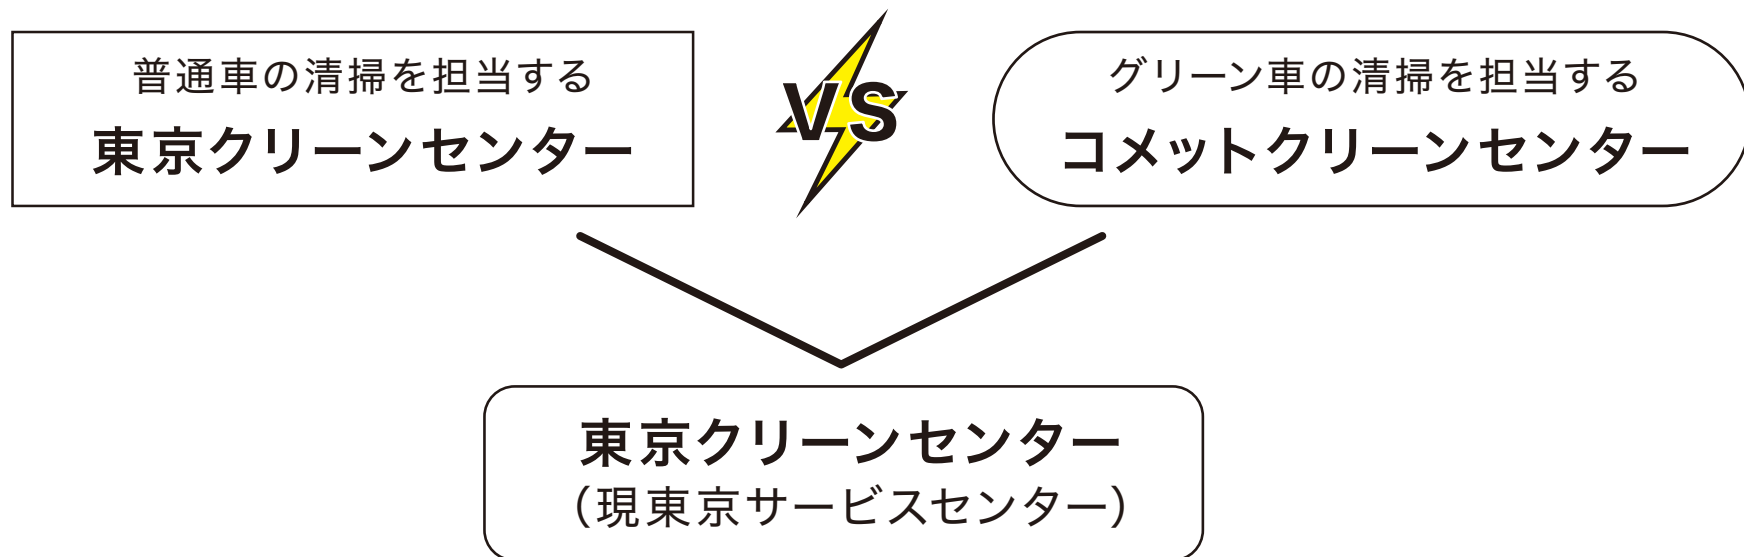 普通車の清掃を担当する
東京クリーンセンター
VS
グリーン車の清掃を担当する
コメットクリーンセンター
東京クリーンセンター
（現東京サービスセンター）